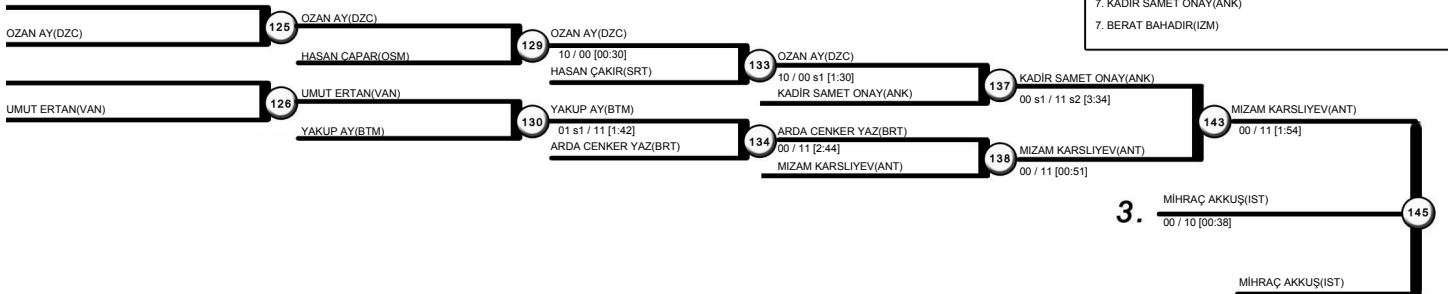 7. KADİR SAMET ONAY(ANK)
7. BERAT BAHADIR(IZM)
OZAN AY(DZC)
125
OZAN AY(DZC)
HASAN ÇAPAR(OSM)
129
OZAN AY(DZC)
10 / 00 [00:30]
HASAN ÇAKIR(SRT)
133
OZAN AY(DZC)
10 / 00 s1 [1:30]
KADİR SAMET ONAY(ANK)
137
KADİR SAMET ONAY(ANK)
00 s1 / 11 s2 [3:34]
UMUT ERTAN(VAN)
126
UMUT ERTAN(VAN)
YAKUP AY(BTM)
130
YAKUP AY(BTM)
01 s1 / 11 [1:42]
ARDA CENKER YAZ(BRT)
134
ARDA CENKER YAZ(BRT)
00 / 11 [2:44]
MIZAM KARSLIYEV(ANT)
138
MIZAM KARSLIYEV(ANT)
00 / 11 [00:51]
143
MIZAM KARSLIYEV(ANT)
00 / 11 [1:54]
3.
MİHRAÇ AKKUŞ(IST)
00 / 10 [00:38]
145
MİHRAÇ AKKUŞ(IST)